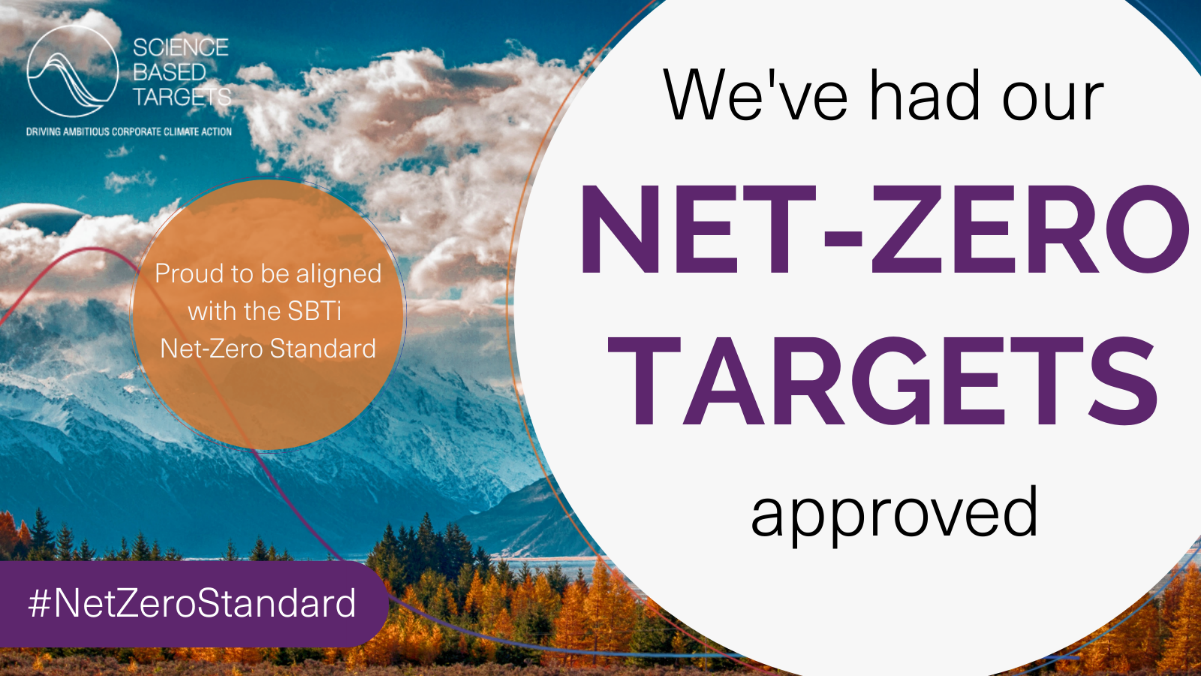 SCIENCE
BASED
TARGETS
DRIVING AMBITIOUS CORPORATE CLIMATE ACTION
Proud to be aligned
with the SBTi
Net-Zero Standard
#NetZeroStandard
We've had our
NET-ZERO
TARGETS
approved